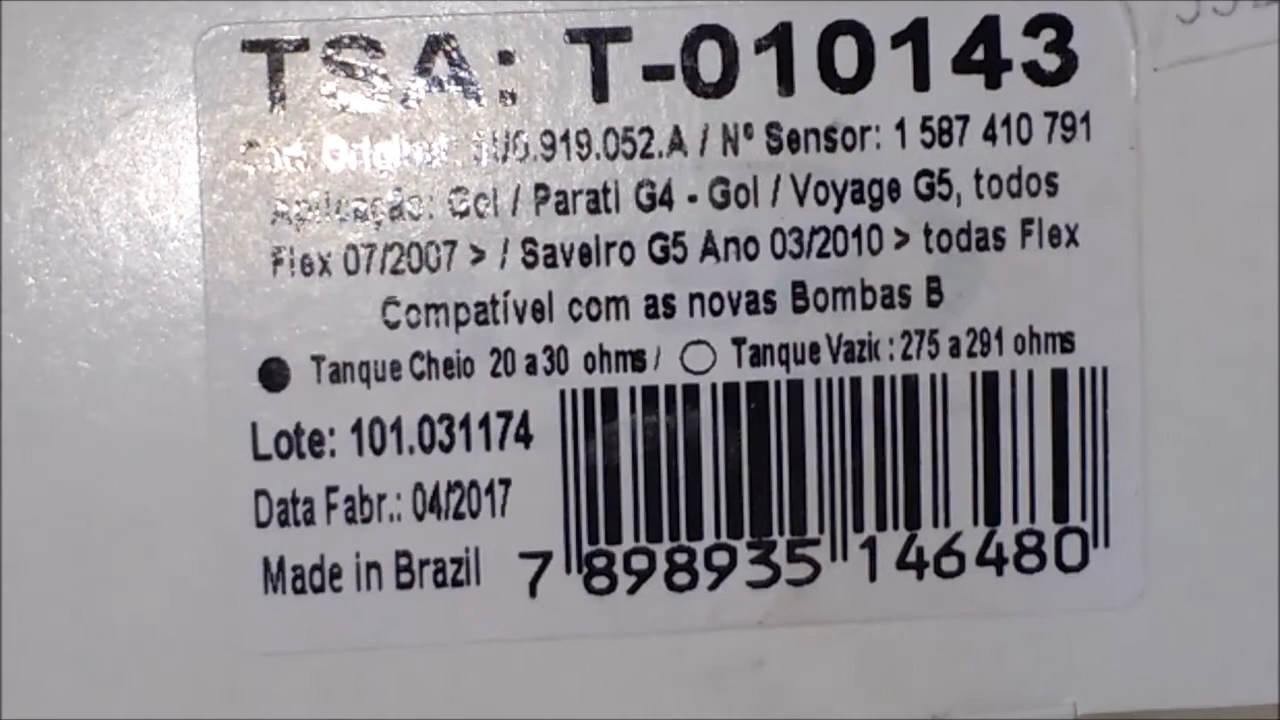 TSA: T-010143
Original: 5U0.919.052.A / Nº Sensor: 1 587 410 791
Aplicação: Gol / Parati G4 - Gol / Voyage G5, todos
Flex 07/2007 > / Saveiro G5 Ano 03/2010 > todas Flex
Compatível com as novas Bombas B
Tanque Cheio 20 a 30 ohms / Tanque Vazio : 275 a 291 ohms
Lote: 101.031174
Data Fabr.: 04/2017
Made in Brazil
7 898935 146480